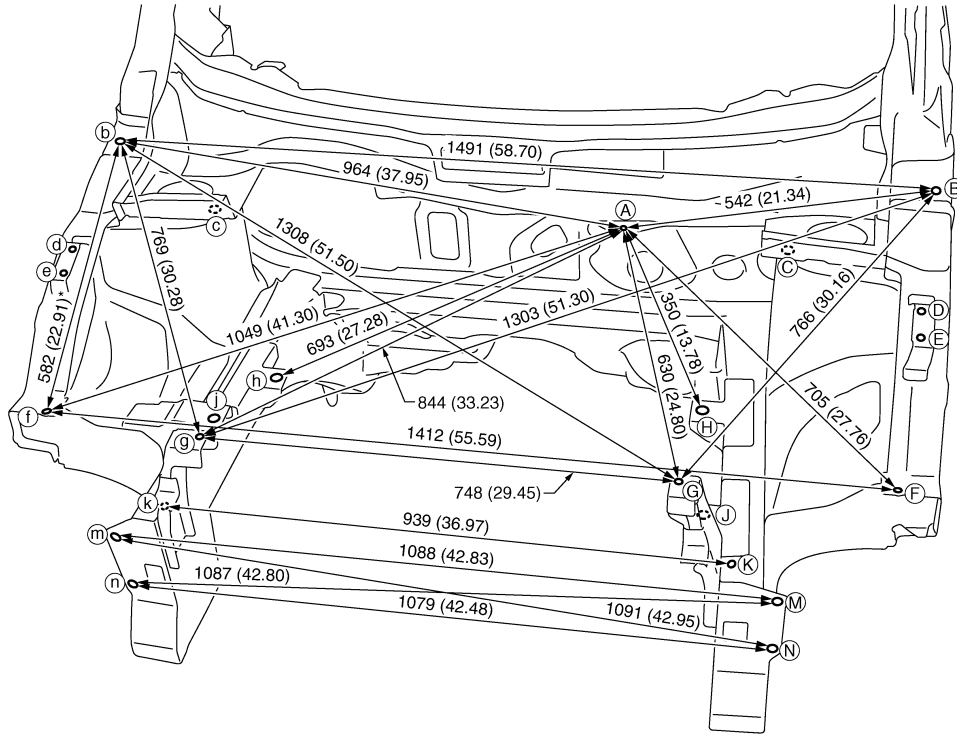 b
1491 (58.70)
964 (37.95)
B
542 (21.34)
A
c
1308 (51.50)
769 (30.28)
d
C
e
350 (13.78)
1303 (51.30)
766 (30.16)
D
1049 (41.30)
693 (27.28)
E
582 (22.91)*
h
630 (24.80)
844 (33.23)
i
705 (27.76)
f
H
g
1412 (55.59)
748 (29.45)
G
F
k
J
939 (36.97)
m
1088 (42.83)
K
n
1087 (42.80)
1079 (42.48)
1091 (42.95)
M
N